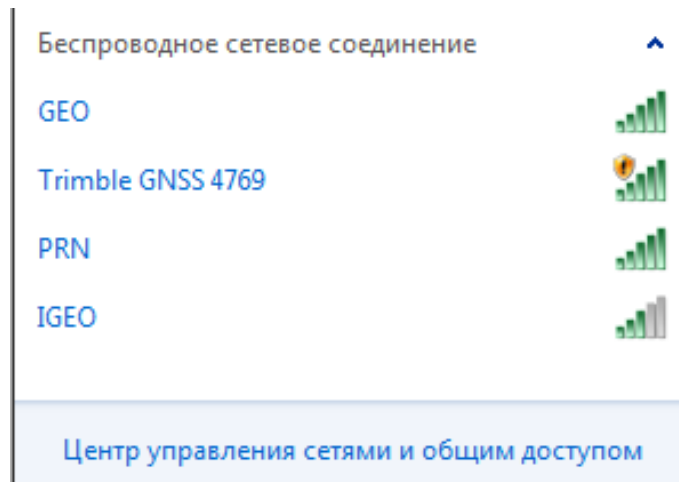 Беспроводное сетевое соединение
GEO
Trimble GNSS 4769
PRN
IGEO
Центр управления сетями и общим доступом